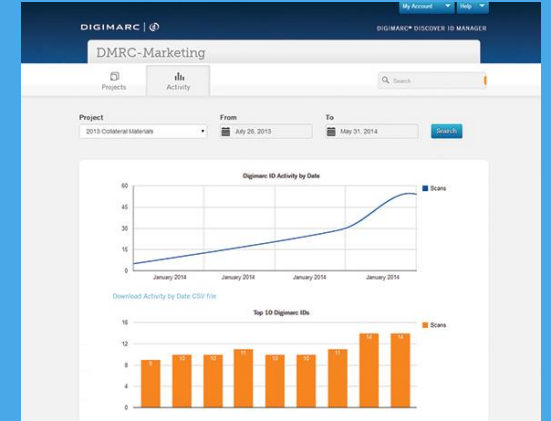 My Account Help
DIGIMARC DIGIMARC® DISCOVER ID MANAGER
DMRC-Marketing
Projects Activity Search
Project From To
2013 Collateral Materials July 28, 2013 May 31, 2014 Search
Digimarc ID Activity by Date
60
45
30
15
0
Scans
January 2014 January 2014 January 2014 January 2014
Download Activity by Date CSV file
Top 10 Digimarc IDs
16
12
8
4
0
Scans
9 10 10 11 10 10 11 14 14